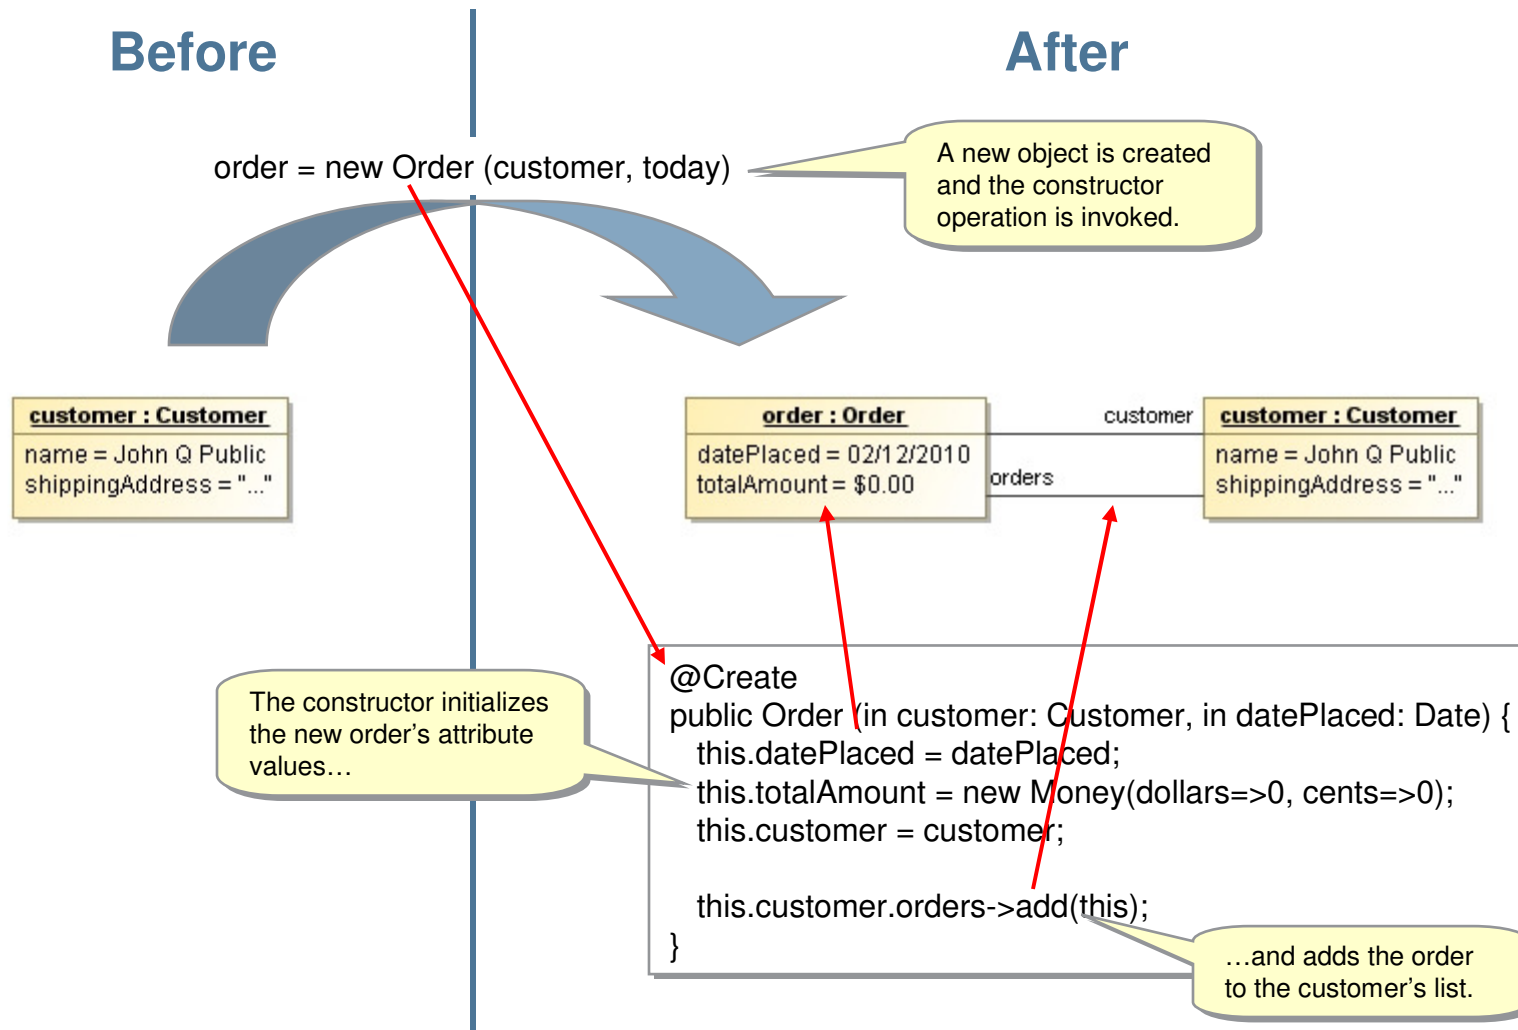 Before
After
order = new Order (customer, today)
A new object is created
and the constructor
operation is invoked.
customer : Customer
name = John Q Public
shippingAddress = "..."
order : Order
datePlaced = 02/12/2010
totalAmount = $0.00
customer
orders
customer : Customer
name = John Q Public
shippingAddress = "..."
The constructor initializes
the new order’s attribute
values…
@Create
public Order (in customer: Customer, in datePlaced: Date) {
this.datePlaced = datePlaced;
this.totalAmount = new Money(dollars=>0, cents=>0);
this.customer = customer;
this.customer.orders->add(this);
}
…and adds the order
to the customer’s list.